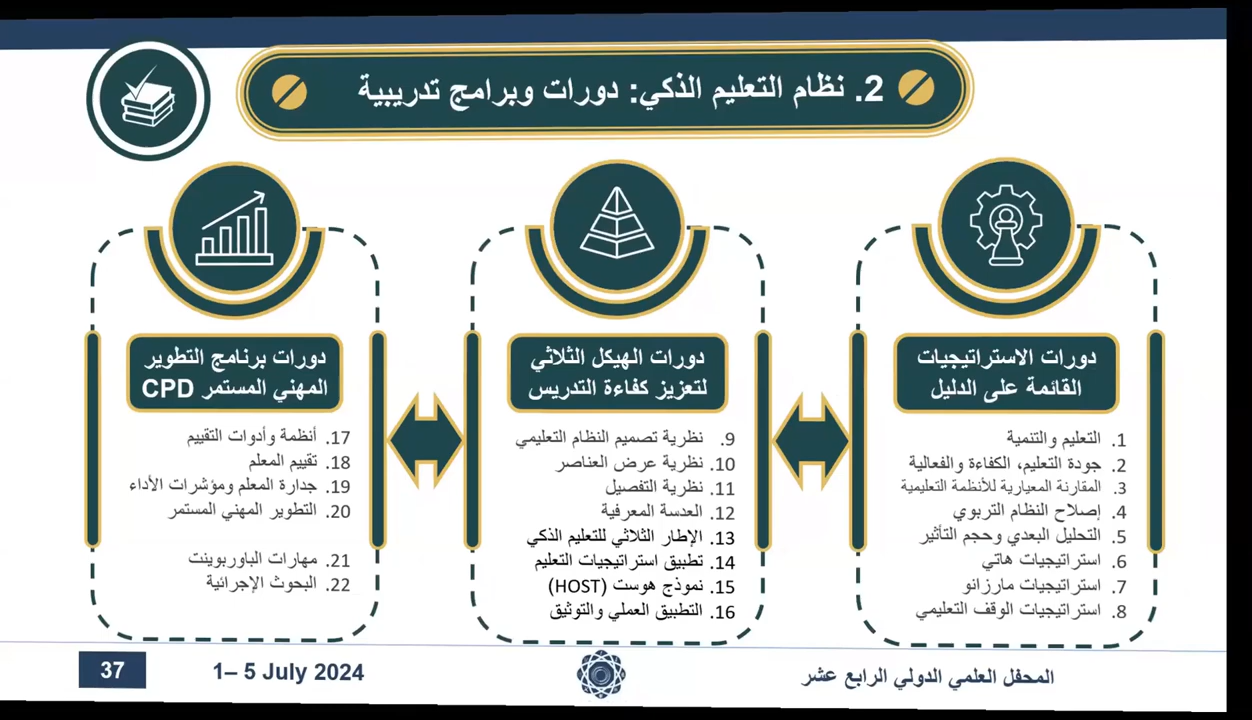 2. نظام التعليم الذكي: دورات وبرامج تدريبية
دورات الاستراتيجيات
القائمة على الدليل
1. التعليم والتنمية
2. جودة التعليم، الكفاءة والفعالية
3. المقارنة المعيارية للأنظمة التعليمية
4. إصلاح النظام التربوي
5. التحليل البعدي وحجم التأثير
6. استراتيجيات هاتي
7. استراتيجيات مارزانو
8. استراتيجيات الوقف التعليمي
دورات الهيكل الثلاثي
لتعزيز كفاءة التدريس
9. نظرية تصميم النظام التعليمي
10. نظرية عرض العناصر
11. نظرية التفصيل
12. العدسة المعرفية
13. الإطار الثلاثي للتعليم الذكي
14. تطبيق استراتيجيات التعليم
15. نموذج هوست (HOST)
16. التطبيق العملي والتوثيق
دورات برنامج التطوير
المهني المستمر CPD
17. أنظمة وأدوات التقييم
18. تقييم المعلم
19. جدارة المعلم ومؤشرات الأداء
20. التطوير المهني المستمر
21. مهارات الباوربوينت
22. البحوث الإجرائية
المحفل العلمي الدولي الرابع عشر
1– 5 July 2024
37